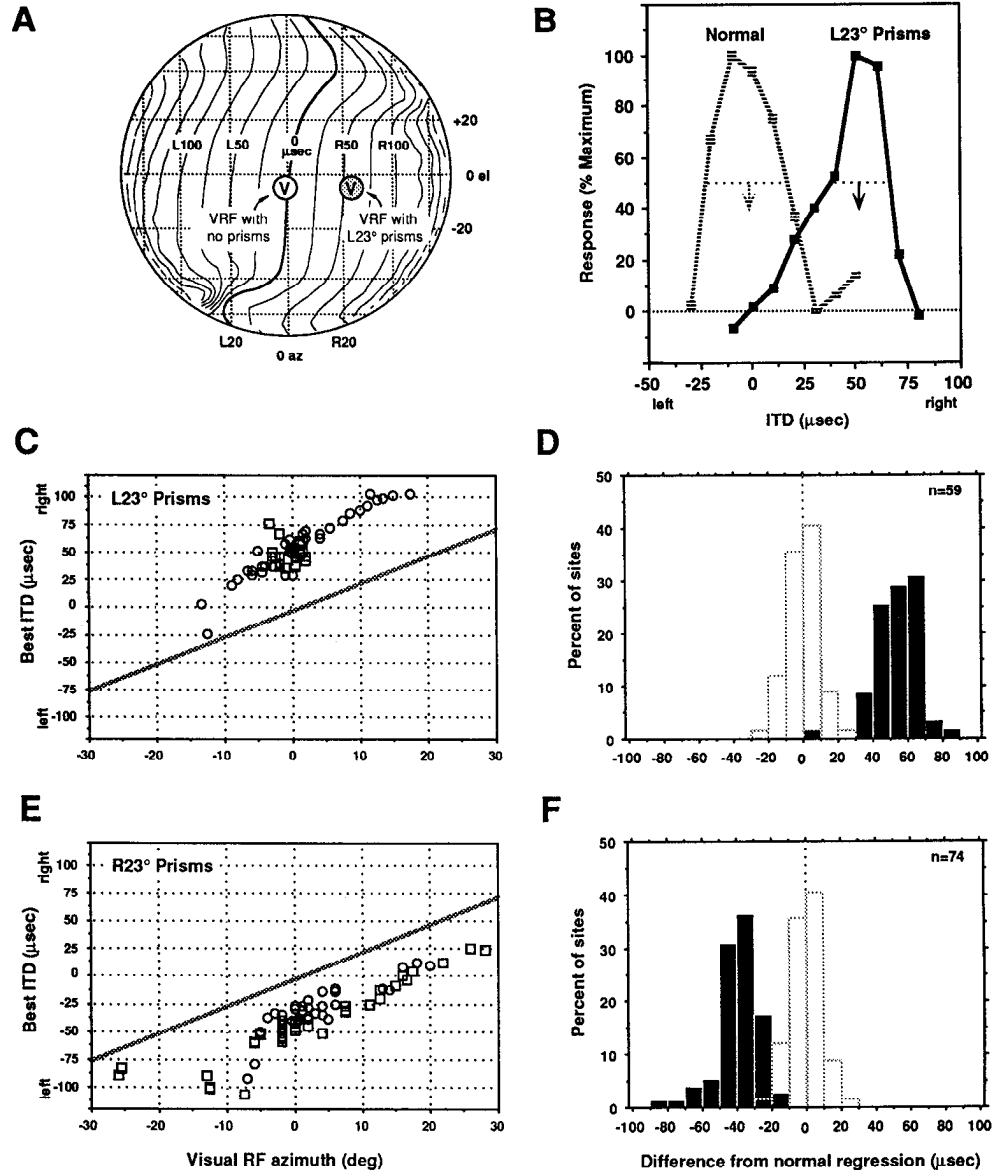 A
+20
L100 L50 0 R50 R100
μsec
0 el
V V
VRF with no prisms
VRF with L23° prisms
-20
L20 R20
0 az
B
Normal L23° Prisms
Response (% Maximum)
100
80
60
40
20
0
-50 -25 0 25 50 75 100
left right
ITD (μsec)
C
L23° Prisms
Best ITD (μsec)
right
left
100
75
50
25
0
-25
-50
-75
-100
-30 -20 -10 0 10 20 30
D
n=59
Percent of sites
50
40
30
20
10
0
-100 -80 -60 -40 -20 0 20 40 60 80 100
E
R23° Prisms
Best ITD (μsec)
right
left
100
75
50
25
0
-25
-50
-75
-100
-30 -20 -10 0 10 20 30
Visual RF azimuth (deg)
F
n=74
Percent of sites
50
40
30
20
10
0
-100 -80 -60 -40 -20 0 20 40 60 80 100
Difference from normal regression (μsec)